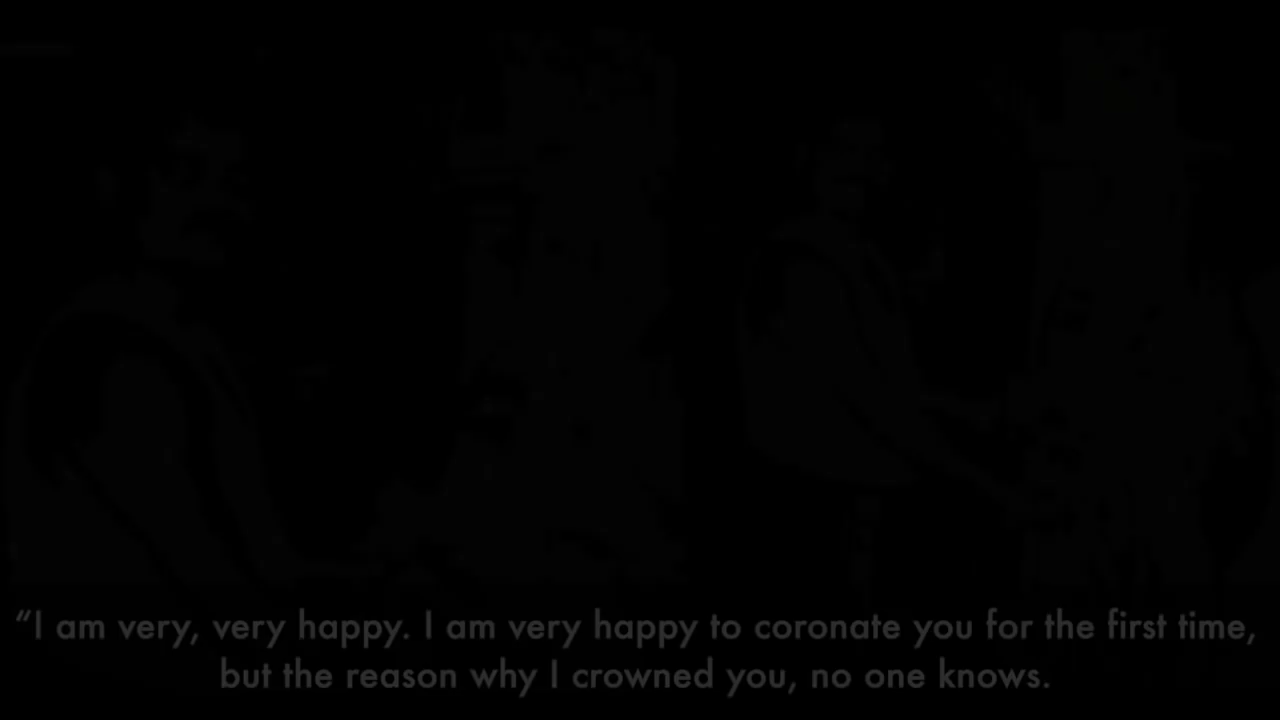 “I am very, very happy. I am very happy to coronate you for the first time,
but the reason why I crowned you, no one knows.